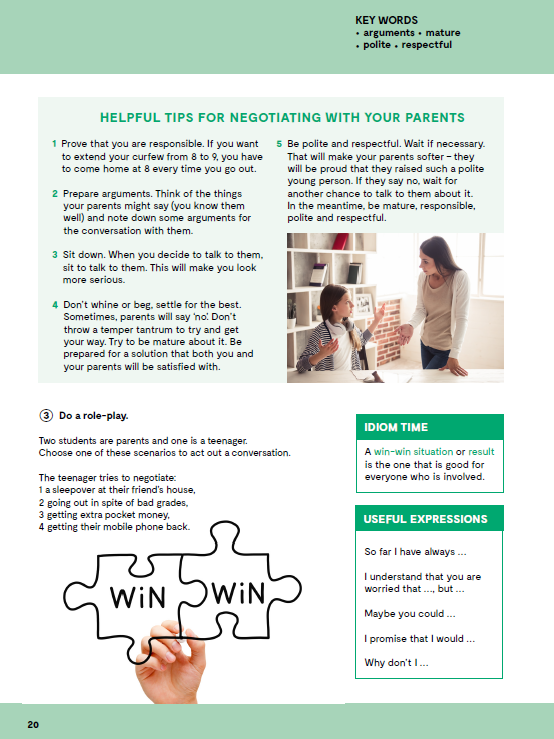 KEY WORDS
• arguments • mature
• polite • respectful
HELPFUL TIPS FOR NEGOTIATING WITH YOUR PARENTS
1 Prove that you are responsible. If you want
to extend your curfew from 8 to 9, you have
to come home at 8 every time you go out.
2 Prepare arguments. Think of the things
your parents might say (you know them
well) and note down some arguments for
the conversation with them.
3 Sit down. When you decide to talk to them,
sit to talk to them. This will make you look
more serious.
4 Don't whine or beg, settle for the best.
Sometimes, parents will say 'no'. Don't
throw a temper tantrum to try and get
your way. Try to be mature about it. Be
prepared for a solution that both you and
your parents will be satisfied with.
5 Be polite and respectful. Wait if necessary.
That will make your parents softer – they
will be proud that they raised such a polite
young person. If they say no, wait for
another chance to talk to them about it.
In the meantime, be mature, responsible,
polite and respectful.
3 Do a role-play.
Two students are parents and one is a teenager.
Choose one of these scenarios to act out a conversation.
The teenager tries to negotiate:
1 a sleepover at their friend's house,
2 going out in spite of bad grades,
3 getting extra pocket money,
4 getting their mobile phone back.
WiN WiN
IDIOM TIME
A win-win situation or result
is the one that is good for
everyone who is involved.
USEFUL EXPRESSIONS
So far I have always ...
I understand that you are
worried that ..., but ...
Maybe you could ...
I promise that I would ...
Why don't I ...
20